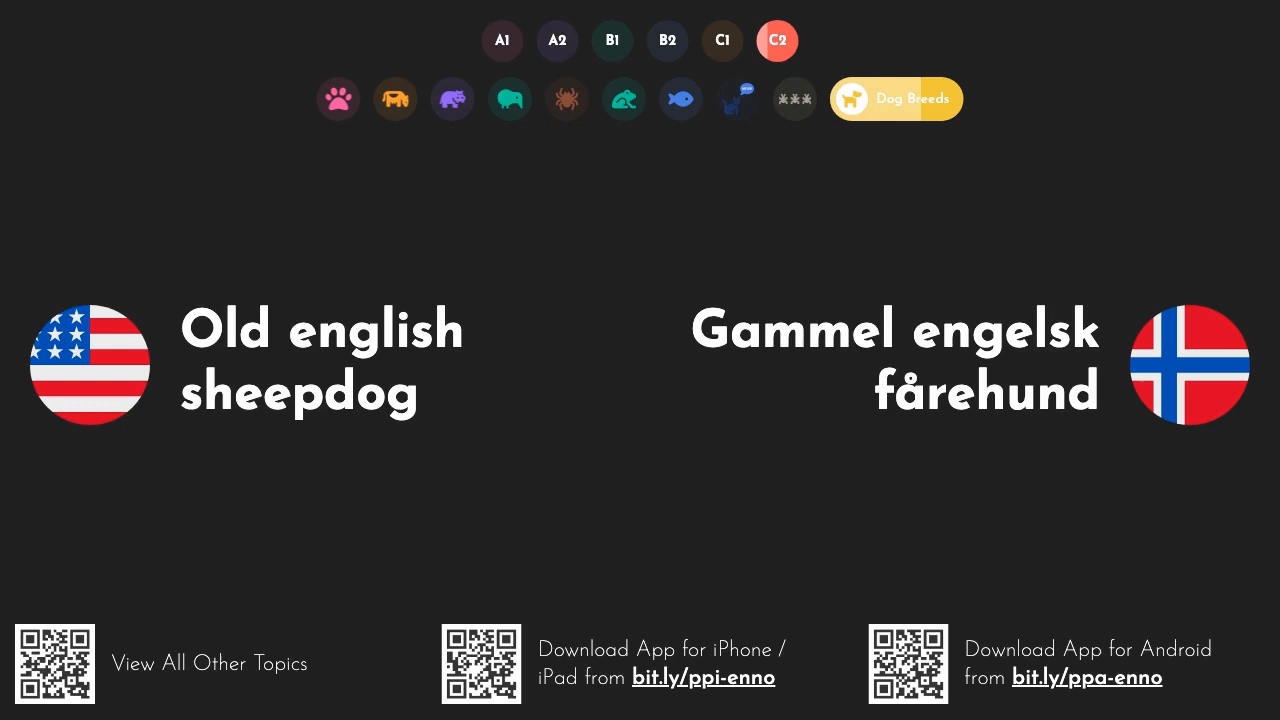 A1 A2 B1 B2 C1 C2
Dog Breeds
Old english
sheepdog
Gammel engelsk
fårehund
View All Other Topics
Download App for iPhone /
iPad from bit.ly/ppi-enno
Download App for Android
from bit.ly/ppa-enno